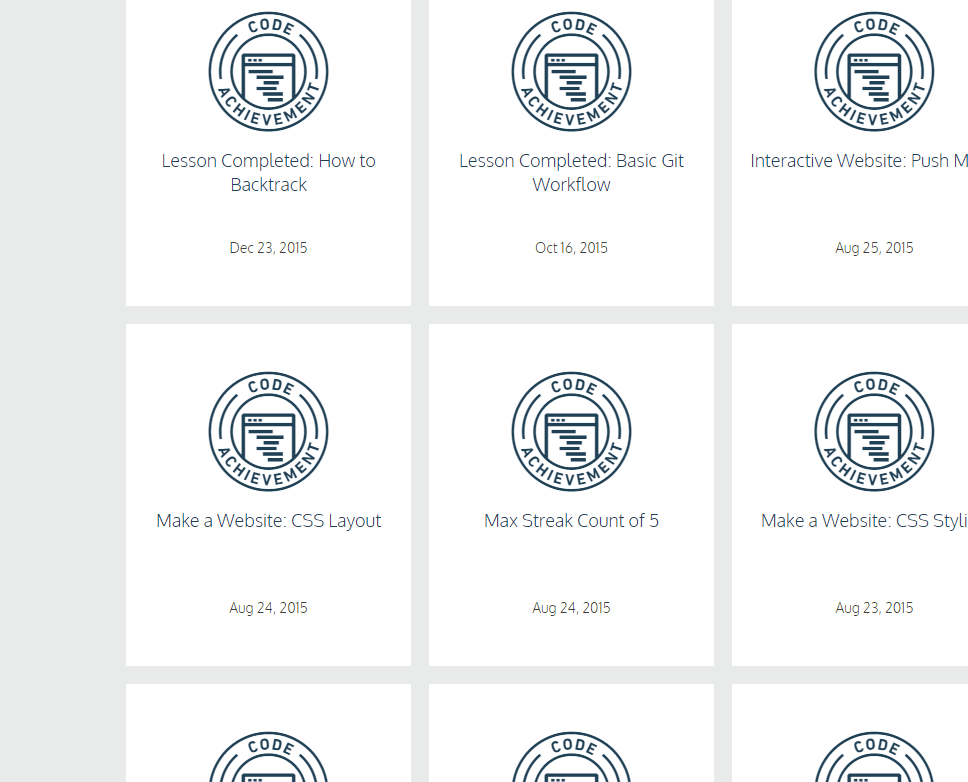 CODE
ACHIEVEMENT
CODE
ACHIEVEMENT
CODE
ACHIEVEMENT
Lesson Completed: How to
Backtrack
Lesson Completed: Basic Git
Workflow
Interactive Website: Push M
Dec 23, 2015
Oct 16, 2015
Aug 25, 2015
CODE
ACHIEVEMENT
CODE
ACHIEVEMENT
CODE
ACHIEVEMENT
Make a Website: CSS Layout
Max Streak Count of 5
Make a Website: CSS Styli
Aug 24, 2015
Aug 24, 2015
Aug 23, 2015
CODE
CODE
CODE